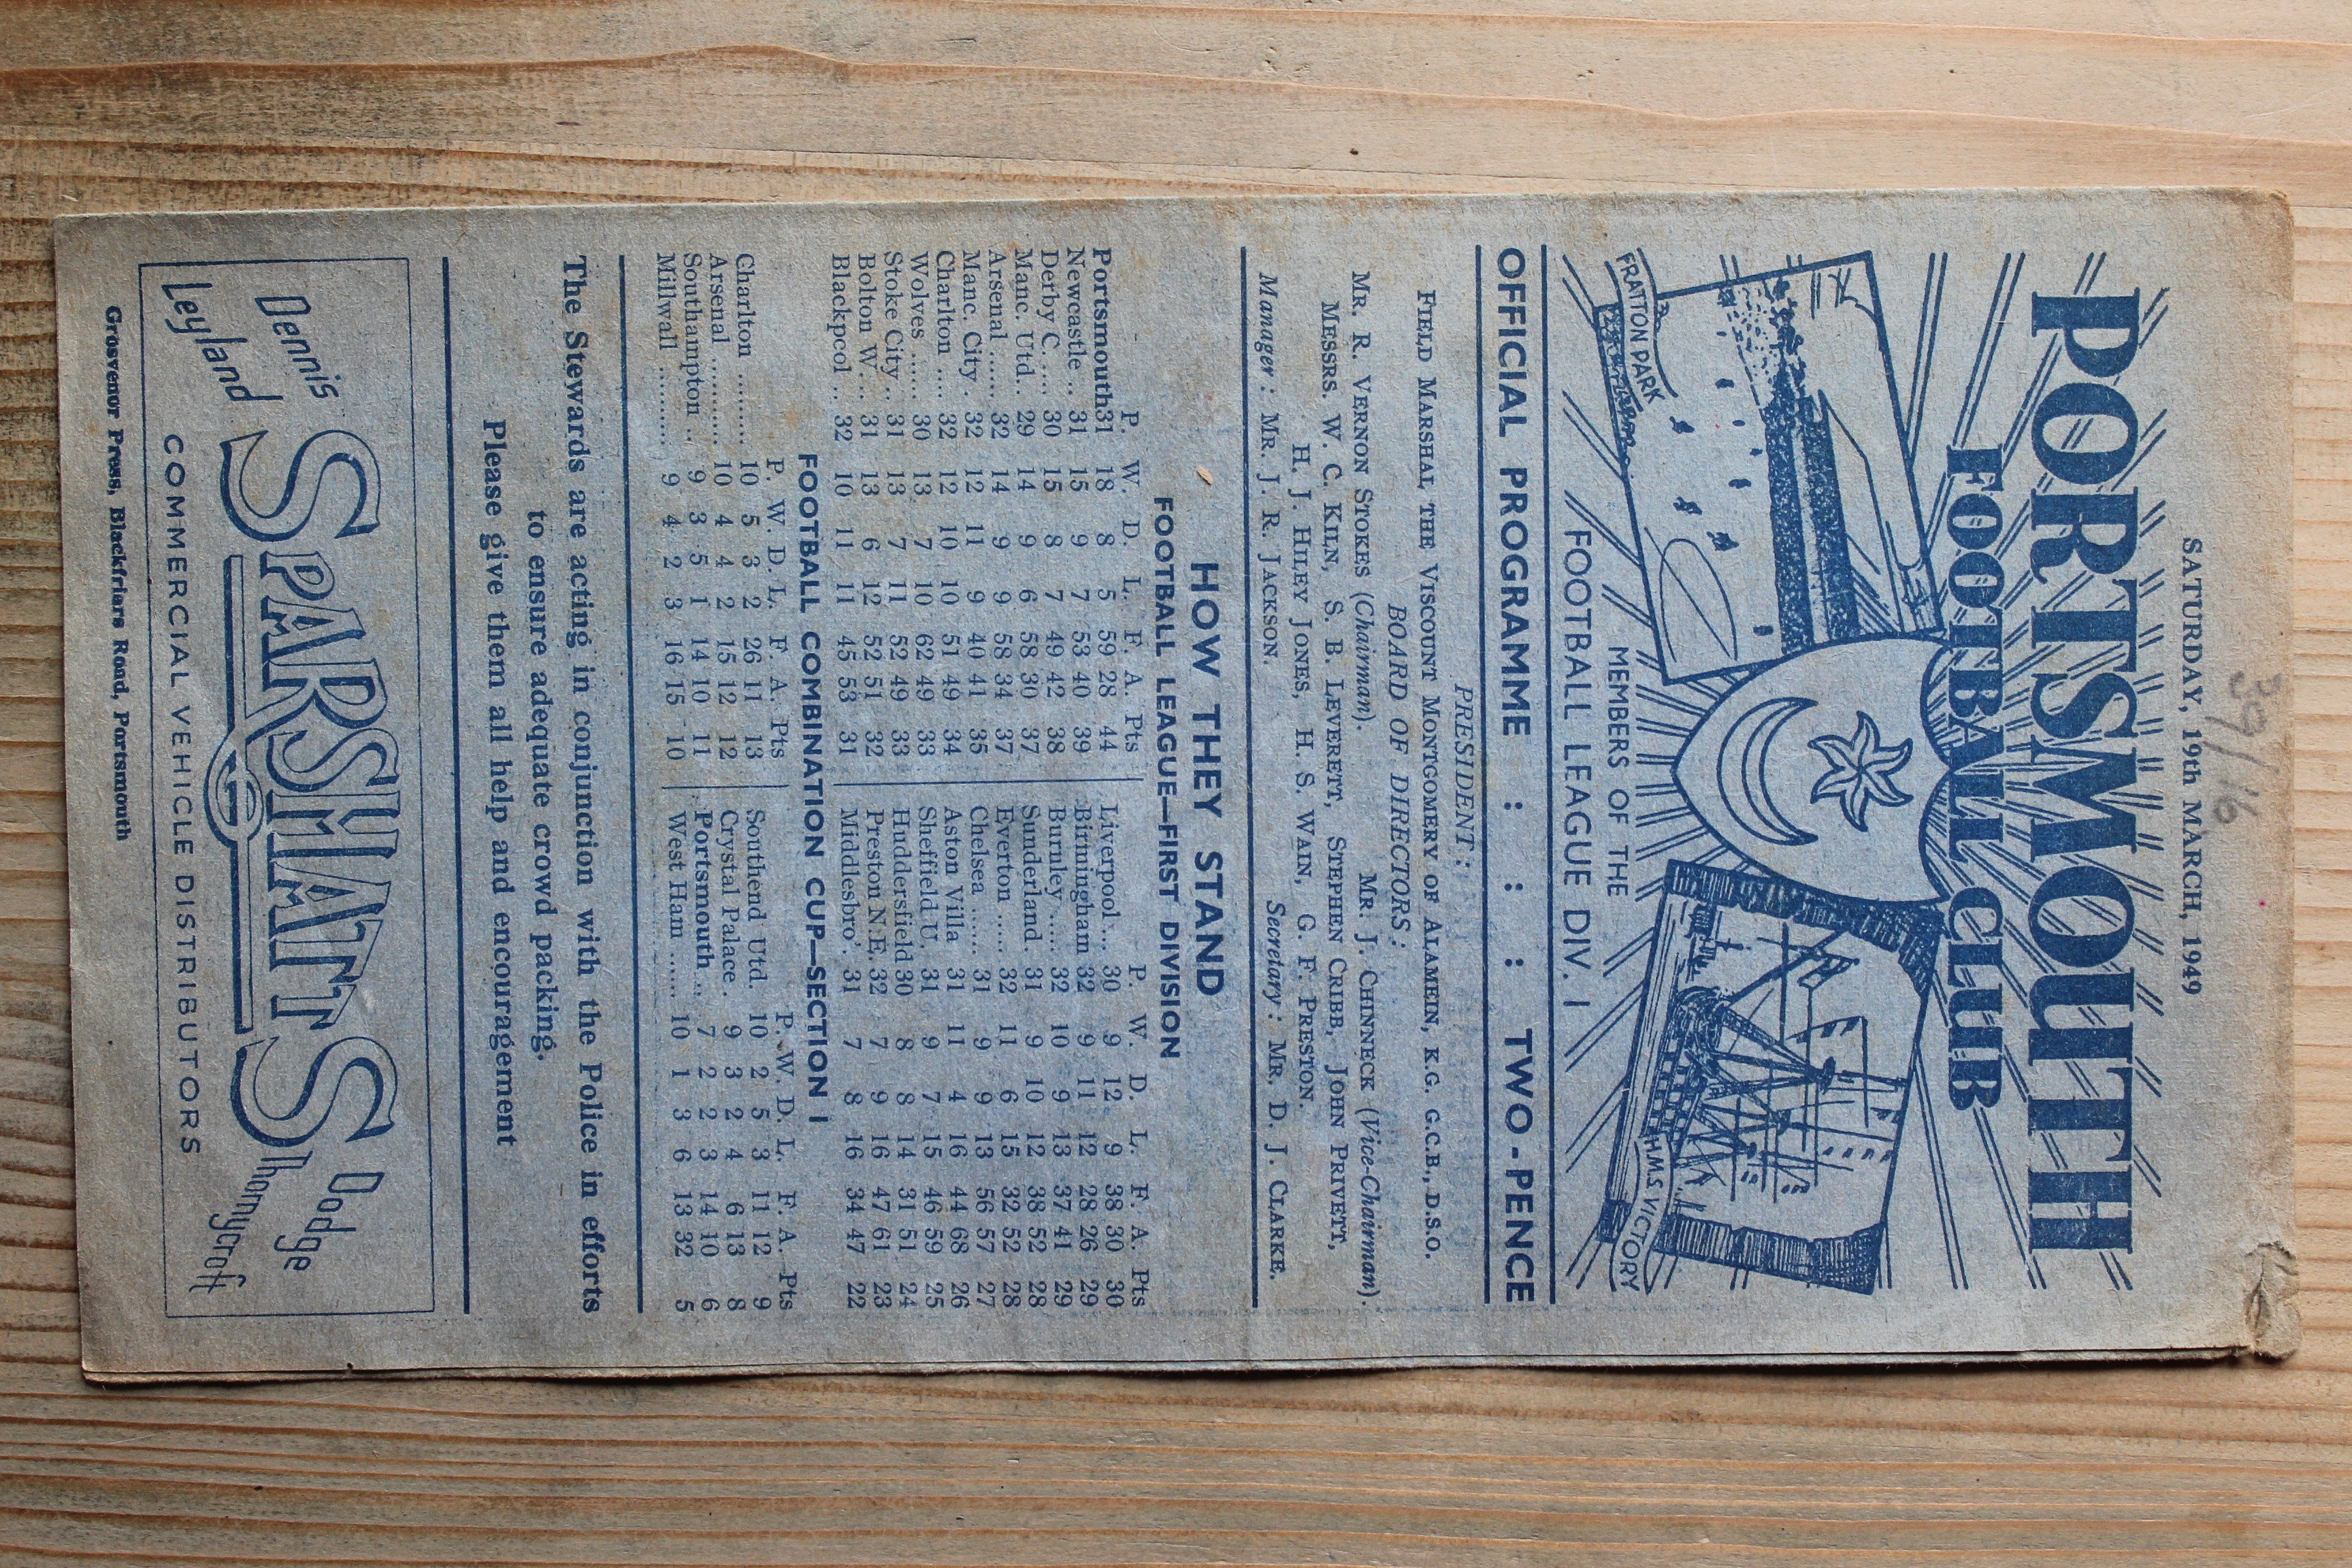 39/16
SATURDAY, 19th MARCH, 1949
PORTSMOUTH
FOOTBALL CLUB
FRATTON PARK
H.M.S. VICTORY
MEMBERS OF THE
FOOTBALL LEAGUE DIV. I
OFFICIAL PROGRAMME : : : TWO-PENCE
PRESIDENT:
FIELD MARSHAL THE VISCOUNT MONTGOMERY OF ALAMEIN, K.G. G.C.B., D.S.O.
BOARD OF DIRECTORS:
MR. R. VERNON STOKES (Chairman). MR. J. CHINNECK (Vice-Chairman).
MESSRS. W. C. KILN, S. B. LEVERETT, STEPHEN CRIBB, JOHN PRIVETT,
H. J. HILEY JONES, H. S. WAIN, G. F. PRESTON.
Manager: MR. J. R. JACKSON. Secretary: MR. D. J. CLARKE.
HOW THEY STAND
FOOTBALL LEAGUE—FIRST DIVISION
P. W. D. L. F. A. Pts
Portsmouth 31 18 8 5 59 28 44
Newcastle .. 31 15 9 7 53 40 39
Derby C. .... 30 15 8 7 49 42 38
Manc. Utd.. 29 14 9 6 58 30 37
Arsenal ...... 32 14 9 9 58 34 37
Manc. City . 32 12 11 9 40 41 35
Charlton .... 32 12 10 10 51 49 34
Wolves ...... 30 13 7 10 62 49 33
Stoke City .. 31 13 7 11 52 49 33
Bolton W... 31 13 6 12 52 51 32
Blackpool .. 32 10 11 11 45 53 31
P. W. D. L. F. A. Pts
Liverpool ... 30 9 12 9 38 30 30
Birmingham 32 9 11 12 28 26 29
Burnley ...... 32 10 9 13 37 41 29
Sunderland . 31 9 10 12 38 52 28
Everton ..... 32 11 6 15 32 52 28
Chelsea ...... 31 9 9 13 56 57 27
Aston Villa 31 11 4 16 44 68 26
Sheffield U. 31 9 7 15 46 59 25
Huddersfield 30 8 8 14 31 51 24
Preston N.E. 32 7 9 16 47 61 23
Middlesbro'. 31 7 8 16 34 47 22
FOOTBALL COMBINATION CUP—SECTION I
P. W. D. L. F. A. Pts
Charlton ......... 10 5 3 2 26 11 13
Arsenal ........... 10 4 4 2 15 12 12
Southampton .. 9 3 5 1 14 10 11
Millwall .......... 9 4 2 3 16 15 10
P. W. D. L. F. A. Pts
Southend Utd. 10 2 5 3 11 12 9
Crystal Palace . 9 3 2 4 6 13 8
Portsmouth .. 7 2 2 3 14 10 6
West Ham ...... 10 1 3 6 13 32 5
The Stewards are acting in conjunction with the Police in efforts
to ensure adequate crowd packing.
Please give them all help and encouragement
Dennis
Leyland
SPARSHATTS
Dodge
Thornycroft
COMMERCIAL VEHICLE DISTRIBUTORS
Grosvenor Press, Blackfriars Road, Portsmouth